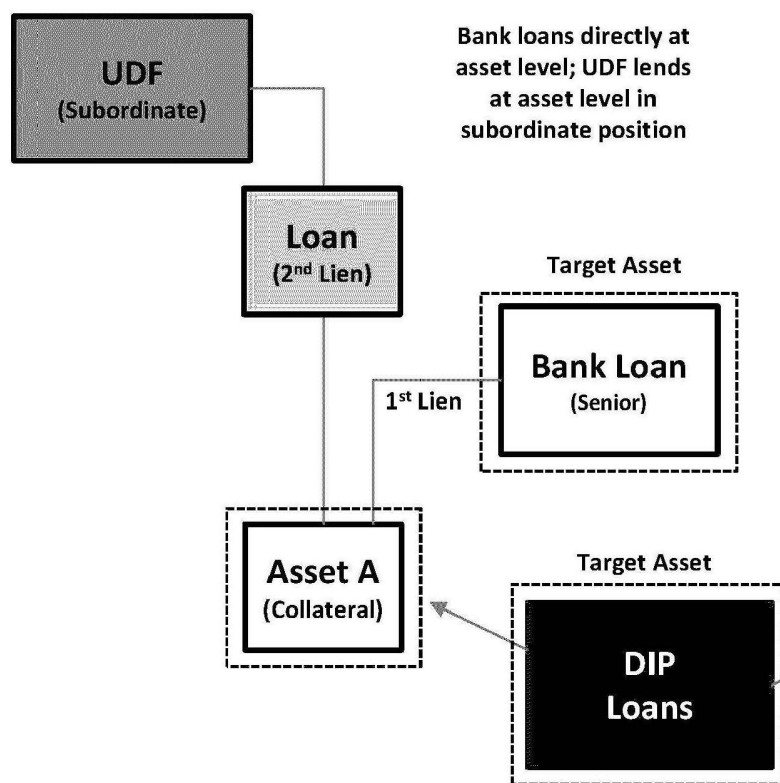 Bank loans directly at
asset level; UDF lends
at asset level in
subordinate position
UDF
(Subordinate)
Loan
(2nd Lien)
Target Asset
Bank Loan
(Senior)
1st Lien
Asset A
(Collateral)
Target Asset
DIP
Loans